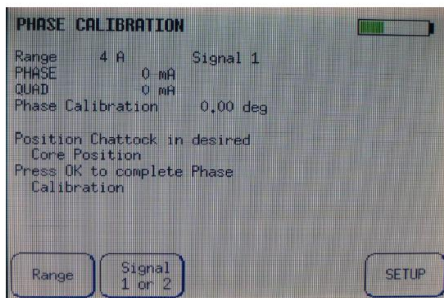 PHASE CALIBRATION
Range 4 A Signal 1
PHASE 0 mA
QUAD 0 mA
Phase Calibration 0.00 deg
Position Chattock in desired
Core Position
Press OK to complete Phase
Calibration
Range
Signal
1 or 2
SETUP